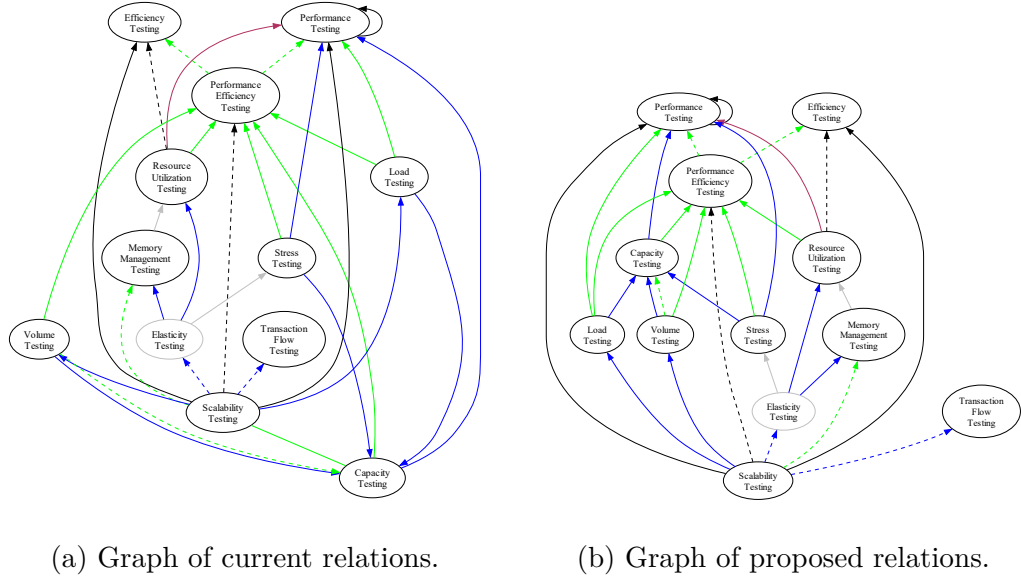 Efficiency
Testing
Performance
Testing
Performance
Efficiency
Testing
Resource
Utilization
Testing
Load
Testing
Memory
Management
Testing
Stress
Testing
Volume
Testing
Elasticity
Testing
Transaction
Flow
Testing
Scalability
Testing
Capacity
Testing
(a) Graph of current relations.
Performance
Testing
Efficiency
Testing
Performance
Efficiency
Testing
Capacity
Testing
Resource
Utilization
Testing
Load
Testing
Volume
Testing
Stress
Testing
Memory
Management
Testing
Elasticity
Testing
Transaction
Flow
Testing
Scalability
Testing
(b) Graph of proposed relations.